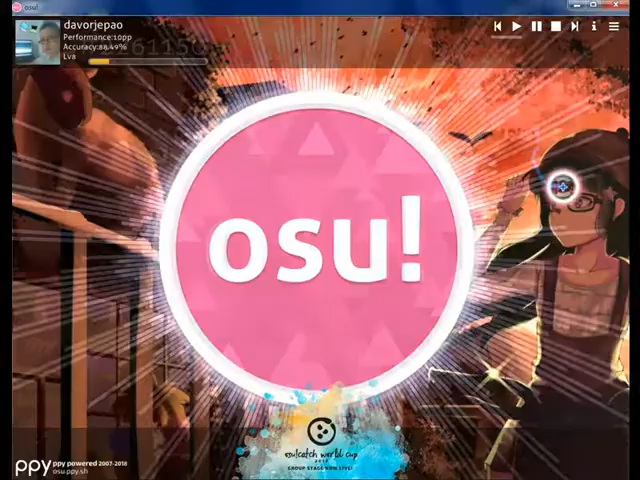 osu!
davorjepao
Performance:10pp
Accuracy:88.49%
Lv8
osu!
osu!catch world cup
GROUP STAGE NOW LIVE!
ppy ppy powered 2007-2018
osu.ppy.sh